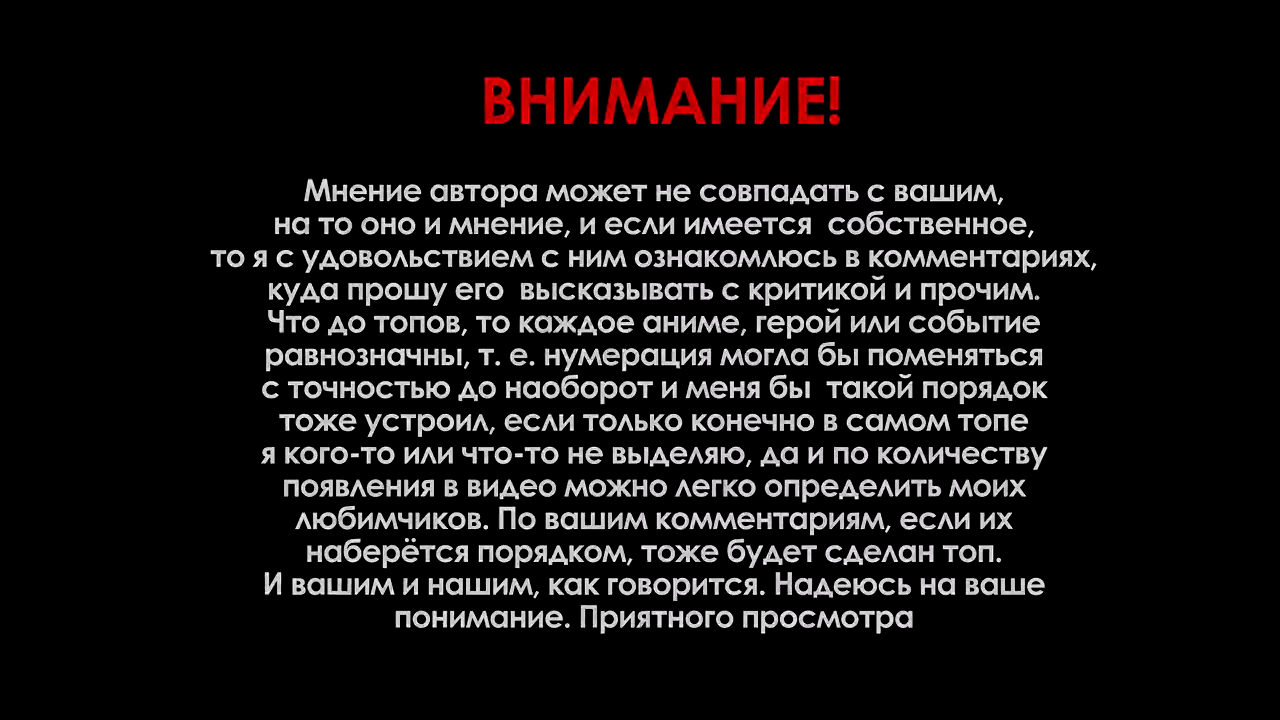 ВНИМАНИЕ!
Мнение автора может не совпадать с вашим,
на то оно и мнение, и если имеется  собственное,
то я с удовольствием с ним ознакомлюсь в комментариях,
куда прошу его  высказывать с критикой и прочим.
Что до топов, то каждое аниме, герой или событие
равнозначны, т. е. нумерация могла бы поменяться
с точностью до наоборот и меня бы  такой порядок
тоже устроил, если только конечно в самом топе
я кого-то или что-то не выделяю, да и по количеству
появления в видео можно легко определить моих
любимчиков. По вашим комментариям, если их
наберётся порядком, тоже будет сделан топ.
И вашим и нашим, как говорится. Надеюсь на ваше
понимание. Приятного просмотра